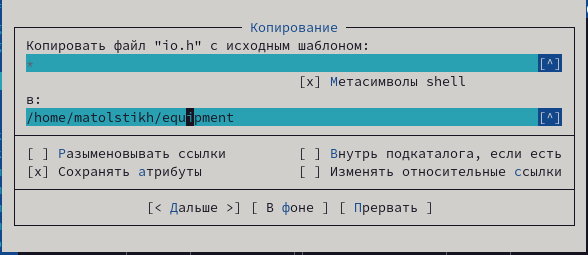 Копирование
Копировать файл "io.h" с исходным шаблоном:
* [^]
[x] Метасимволы shell
в:
/home/matolstikh/equipment [^]
[ ] Разыменовывать ссылки [ ] Внутрь подкаталога, если есть
[x] Сохранять атрибуты [ ] Изменять относительные ссылки
[< Дальше >] [ В фоне ] [ Прервать ]